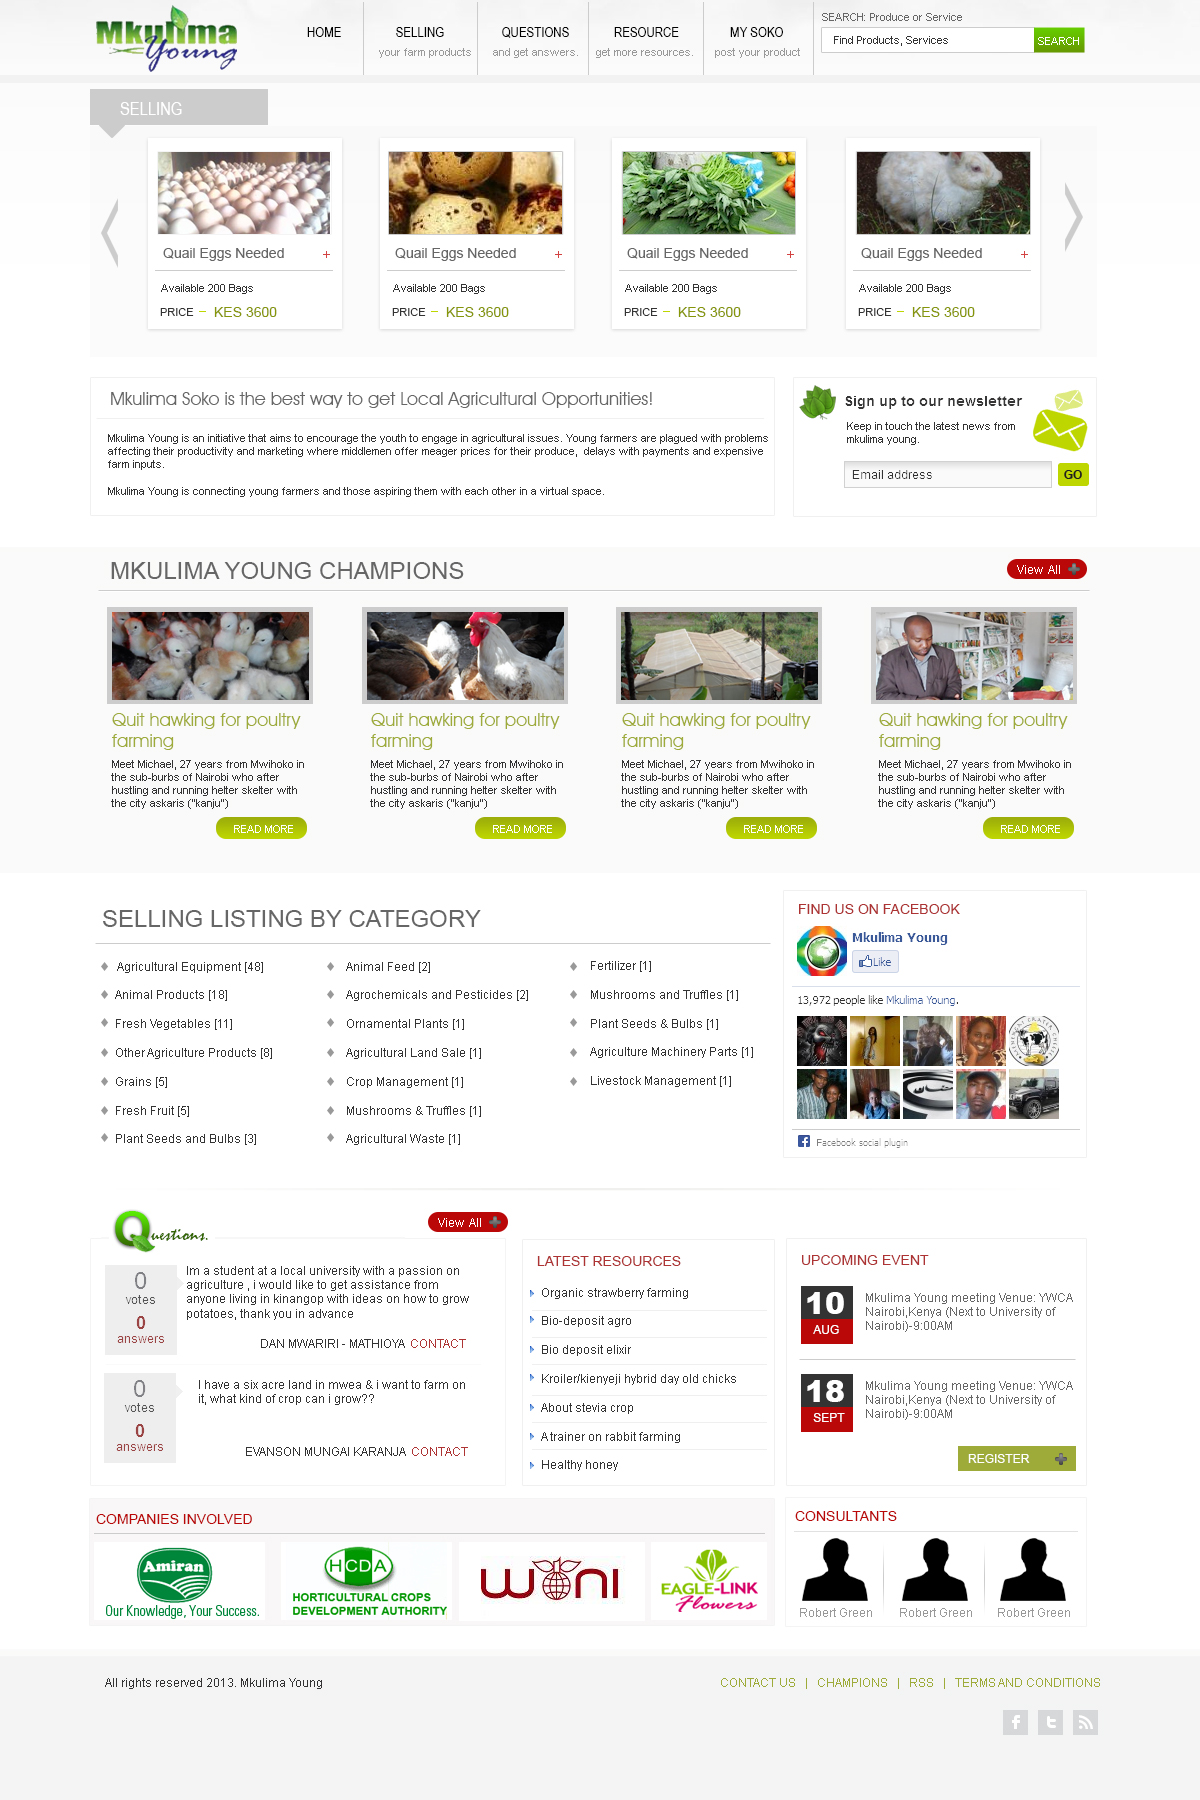 Mkulima
Young
HOME
SELLING
your farm products
QUESTIONS
and get answers.
RESOURCE
get more resources.
MY SOKO
post your product
SEARCH: Produce or Service
Find Products, Services
SEARCH
SELLING
Quail Eggs Needed +
Available 200 Bags
PRICE – KES 3600
Quail Eggs Needed +
Available 200 Bags
PRICE – KES 3600
Quail Eggs Needed +
Available 200 Bags
PRICE – KES 3600
Quail Eggs Needed +
Available 200 Bags
PRICE – KES 3600
Mkulima Soko is the best way to get Local Agricultural Opportunities!
Mkulima Young is an initiative that aims to encourage the youth to engage in agricultural issues. Young farmers are plagued with problems
affecting their productivity and marketing where middlemen offer meager prices for their produce, delays with payments and expensive
farm inputs.
Mkulima Young is connecting young farmers and those aspiring them with each other in a virtual space.
Sign up to our newsletter
Keep in touch the latest news from
mkulima young.
Email address
GO
MKULIMA YOUNG CHAMPIONS
View All
Quit hawking for poultry
farming
Meet Michael, 27 years from Mwihoko in
the sub-burbs of Nairobi who after
hustling and running helter skelter with
the city askaris ("kanju")
READ MORE
Quit hawking for poultry
farming
Meet Michael, 27 years from Mwihoko in
the sub-burbs of Nairobi who after
hustling and running helter skelter with
the city askaris ("kanju")
READ MORE
Quit hawking for poultry
farming
Meet Michael, 27 years from Mwihoko in
the sub-burbs of Nairobi who after
hustling and running helter skelter with
the city askaris ("kanju")
READ MORE
Quit hawking for poultry
farming
Meet Michael, 27 years from Mwihoko in
the sub-burbs of Nairobi who after
hustling and running helter skelter with
the city askaris ("kanju")
READ MORE
SELLING LISTING BY CATEGORY
Agricultural Equipment [48]
Animal Products [18]
Fresh Vegetables [11]
Other Agriculture Products [8]
Grains [5]
Fresh Fruit [5]
Plant Seeds and Bulbs [3]
Animal Feed [2]
Agrochemicals and Pesticides [2]
Ornamental Plants [1]
Agricultural Land Sale [1]
Crop Management [1]
Mushrooms & Truffles [1]
Agricultural Waste [1]
Fertilizer [1]
Mushrooms and Truffles [1]
Plant Seeds & Bulbs [1]
Agriculture Machinery Parts [1]
Livestock Management [1]
FIND US ON FACEBOOK
Mkulima Young
Like
13,972 people like Mkulima Young.
Facebook social plugin
Questions.
View All
0
votes
0
answers
Im a student at a local university with a passion on
agriculture , i would like to get assistance from
anyone living in kinangop with ideas on how to grow
potatoes, thank you in advance
DAN MWARIRI - MATHIOYA CONTACT
0
votes
0
answers
I have a six acre land in mwea & i want to farm on
it, what kind of crop can i grow??
EVANSON MUNGAI KARANJA CONTACT
LATEST RESOURCES
Organic strawberry farming
Bio-deposit agro
Bio deposit elixir
Kroiler/kienyeji hybrid day old chicks
About stevia crop
A trainer on rabbit farming
Healthy honey
UPCOMING EVENT
10
AUG
Mkulima Young meeting Venue: YWCA
Nairobi,Kenya (Next to University of
Nairobi)-9:00AM
18
SEPT
Mkulima Young meeting Venue: YWCA
Nairobi,Kenya (Next to University of
Nairobi)-9:00AM
REGISTER
COMPANIES INVOLVED
Amiran
Our Knowledge, Your Success.
HCDA
HORTICULTURAL CROPS
DEVELOPMENT AUTHORITY
woni
EAGLE-LINK
Flowers
CONSULTANTS
Robert Green
Robert Green
Robert Green
All rights reserved 2013. Mkulima Young
CONTACT US | CHAMPIONS | RSS | TERMS AND CONDITIONS